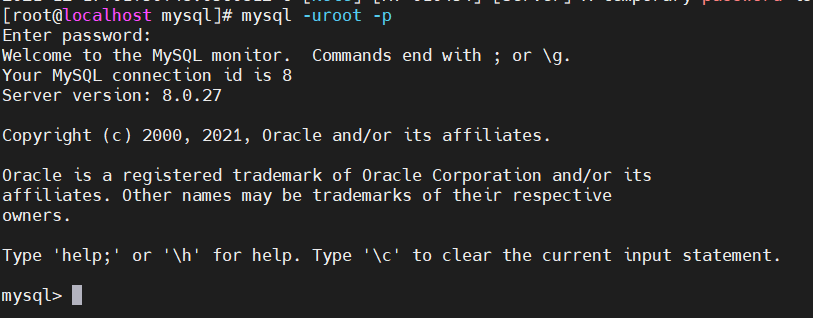 [root@localhost mysql]# mysql -uroot -p
Enter password:
Welcome to the MySQL monitor.  Commands end with ; or \g.
Your MySQL connection id is 8
Server version: 8.0.27
Copyright (c) 2000, 2021, Oracle and/or its affiliates.
Oracle is a registered trademark of Oracle Corporation and/or its
affiliates. Other names may be trademarks of their respective
owners.
Type 'help;' or '\h' for help. Type '\c' to clear the current input statement.
mysql>